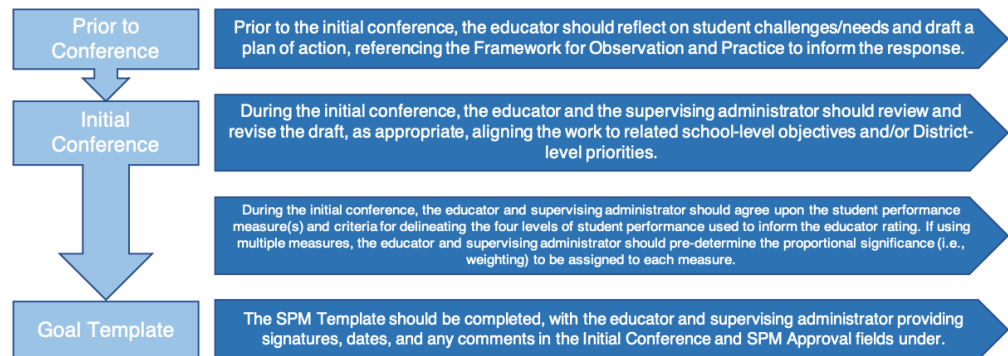 Prior to
Conference
Prior to the initial conference, the educator should reflect on student challenges/needs and draft a
plan of action, referencing the Framework for Observation and Practice to inform the response.
Initial
Conference
During the initial conference, the educator and the supervising administrator should review and
revise the draft, as appropriate, aligning the work to related school-level objectives and/or District-
level priorities.
During the initial conference, the educator and supervising administrator should agree upon the student performance
measure(s) and criteria for delineating the four levels of student performance used to inform the educator rating. If using
multiple measures, the educator and supervising administrator should pre-determine the proportional significance (i.e.,
weighting) to be assigned to each measure.
Goal Template
The SPM Template should be completed, with the educator and supervising administrator providing
signatures, dates, and any comments in the Initial Conference and SPM Approval fields under.